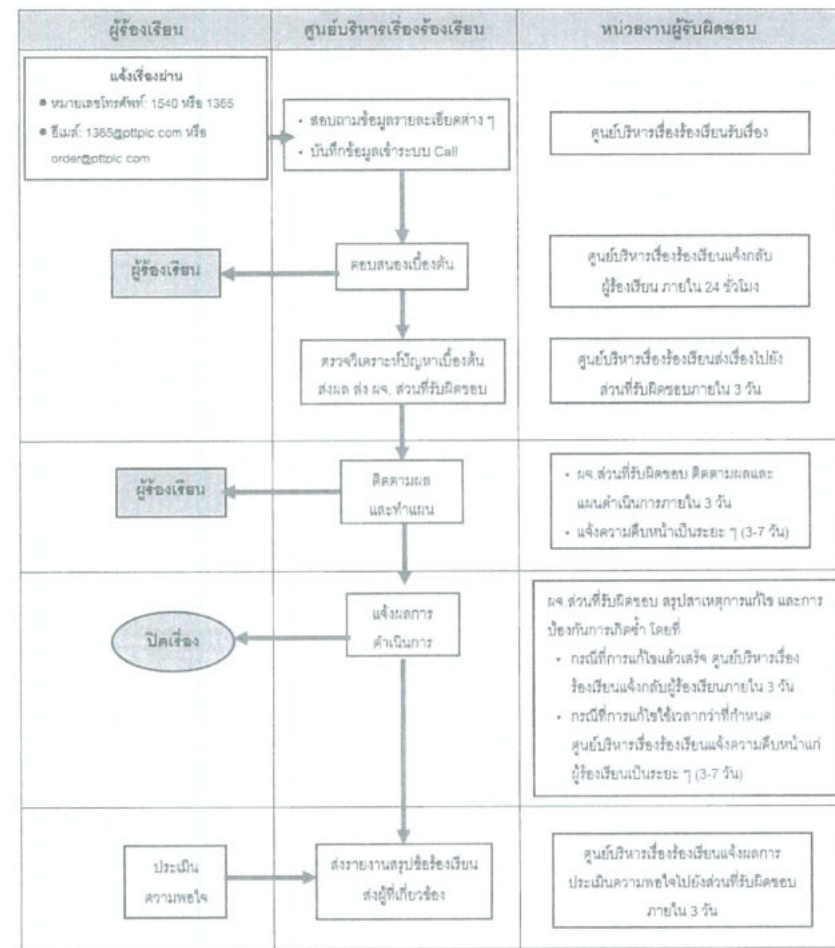 ผู้ร้องเรียน
ศูนย์บริหารเรื่องร้องเรียน
หน่วยงานผู้รับผิดชอบ
แจ้งเรื่องผ่าน
● หมายเลขโทรศัพท์: 1540 หรือ 1365
● อีเมล์: 1365@pttplc.com หรือ
order@pttplc.com
• สอบถามข้อมูลรายละเอียดต่าง ๆ
• บันทึกข้อมูลเข้าระบบ Call
ศูนย์บริหารเรื่องร้องเรียนรับเรื่อง
ผู้ร้องเรียน
ตอบสนองเบื้องต้น
ศูนย์บริหารเรื่องร้องเรียนแจ้งกลับ
ผู้ร้องเรียน ภายใน 24 ชั่วโมง
ตรวจวิเคราะห์ปัญหาเบื้องต้น
ส่งผล ส่ง ผจ. ส่วนที่รับผิดชอบ
ศูนย์บริหารเรื่องร้องเรียนส่งเรื่องไปยัง
ส่วนที่รับผิดชอบภายใน 3 วัน
ผู้ร้องเรียน
ติดตามผล
และทำแผน
• ผจ.ส่วนที่รับผิดชอบ ติดตามผลและ
แผนดำเนินการภายใน 3 วัน
• แจ้งความคืบหน้าเป็นระยะ ๆ (3-7 วัน)
ปิดเรื่อง
แจ้งผลการ
ดำเนินการ
ผจ.ส่วนที่รับผิดชอบ สรุปสาเหตุการแก้ไข และการ
ป้องกันการเกิดซ้ำ โดยที่
• กรณีที่การแก้ไขแล้วเสร็จ ศูนย์บริหารเรื่อง
ร้องเรียนแจ้งกลับผู้ร้องเรียนภายใน 3 วัน
• กรณีที่การแก้ไขใช้เวลากว่าที่กำหนด
ศูนย์บริหารเรื่องร้องเรียนแจ้งความคืบหน้าแก่
ผู้ร้องเรียนเป็นระยะ ๆ (3-7 วัน)
ประเมิน
ความพอใจ
ส่งรายงานสรุปข้อร้องเรียน
ส่งผู้ที่เกี่ยวข้อง
ศูนย์บริหารเรื่องร้องเรียนแจ้งผลการ
ประเมินความพอใจไปยังส่วนที่รับผิดชอบ
ภายใน 3 วัน